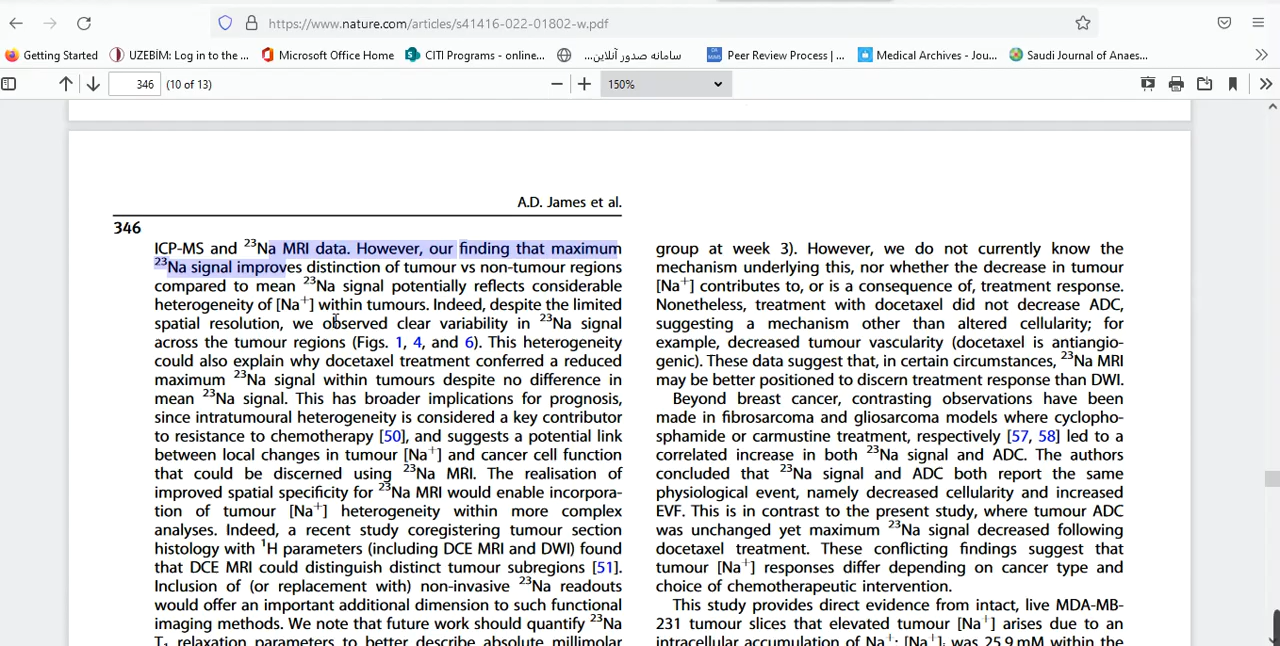 https://www.nature.com/articles/s41416-022-01802-w.pdf
Getting Started
UZEBİM: Log in to the ...
Microsoft Office Home
CITI Programs - online...
سامانه صدور آنلاین...
Peer Review Process | ...
Medical Archives - Jou...
Saudi Journal of Anaes...
346
(10 of 13)
150%
A.D. James et al.
346
ICP-MS and ²³Na MRI data. However, our finding that maximum
²³Na signal improves distinction of tumour vs non-tumour regions
compared to mean ²³Na signal potentially reflects considerable
heterogeneity of [Na⁺] within tumours. Indeed, despite the limited
spatial resolution, we observed clear variability in ²³Na signal
across the tumour regions (Figs. 1, 4, and 6). This heterogeneity
could also explain why docetaxel treatment conferred a reduced
maximum ²³Na signal within tumours despite no difference in
mean ²³Na signal. This has broader implications for prognosis,
since intratumoural heterogeneity is considered a key contributor
to resistance to chemotherapy [50], and suggests a potential link
between local changes in tumour [Na⁺] and cancer cell function
that could be discerned using ²³Na MRI. The realisation of
improved spatial specificity for ²³Na MRI would enable incorpora-
tion of tumour [Na⁺] heterogeneity within more complex
analyses. Indeed, a recent study coregistering tumour section
histology with ¹H parameters (including DCE MRI and DWI) found
that DCE MRI could distinguish distinct tumour subregions [51].
Inclusion of (or replacement with) non-invasive ²³Na readouts
would offer an important additional dimension to such functional
imaging methods. We note that future work should quantify ²³Na
T₁ relaxation parameters to better describe absolute millimolar
group at week 3). However, we do not currently know the
mechanism underlying this, nor whether the decrease in tumour
[Na⁺] contributes to, or is a consequence of, treatment response.
Nonetheless, treatment with docetaxel did not decrease ADC,
suggesting a mechanism other than altered cellularity; for
example, decreased tumour vascularity (docetaxel is antiangio-
genic). These data suggest that, in certain circumstances, ²³Na MRI
may be better positioned to discern treatment response than DWI.
Beyond breast cancer, contrasting observations have been
made in fibrosarcoma and gliosarcoma models where cyclopho-
sphamide or carmustine treatment, respectively [57, 58] led to a
correlated increase in both ²³Na signal and ADC. The authors
concluded that ²³Na signal and ADC both report the same
physiological event, namely decreased cellularity and increased
EVF. This is in contrast to the present study, where tumour ADC
was unchanged yet maximum ²³Na signal decreased following
docetaxel treatment. These conflicting findings suggest that
tumour [Na⁺] responses differ depending on cancer type and
choice of chemotherapeutic intervention.
This study provides direct evidence from intact, live MDA-MB-
231 tumour slices that elevated tumour [Na⁺] arises due to an
intracellular accumulation of Na⁺: [Na⁺]ᵢ was 25.9 mM within the